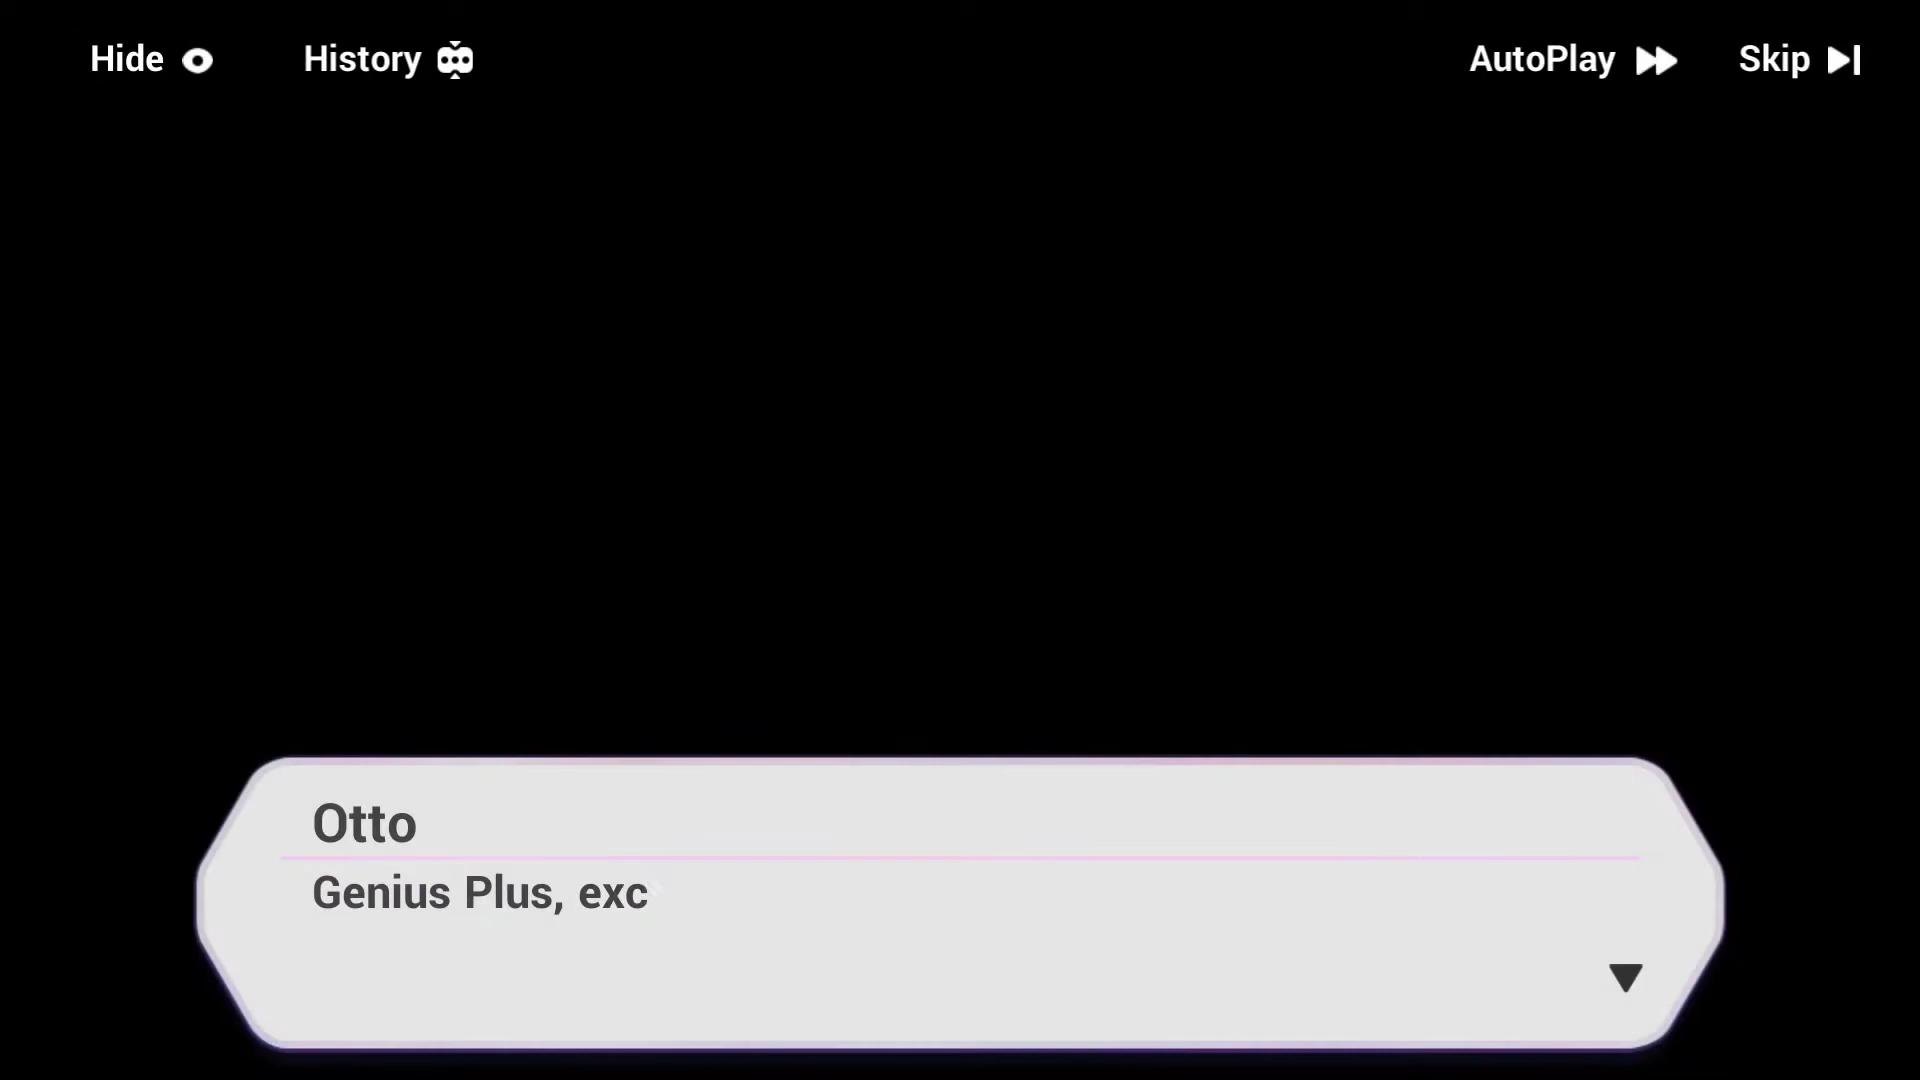 Hide
History
AutoPlay
Skip
Otto
Genius Plus, exc